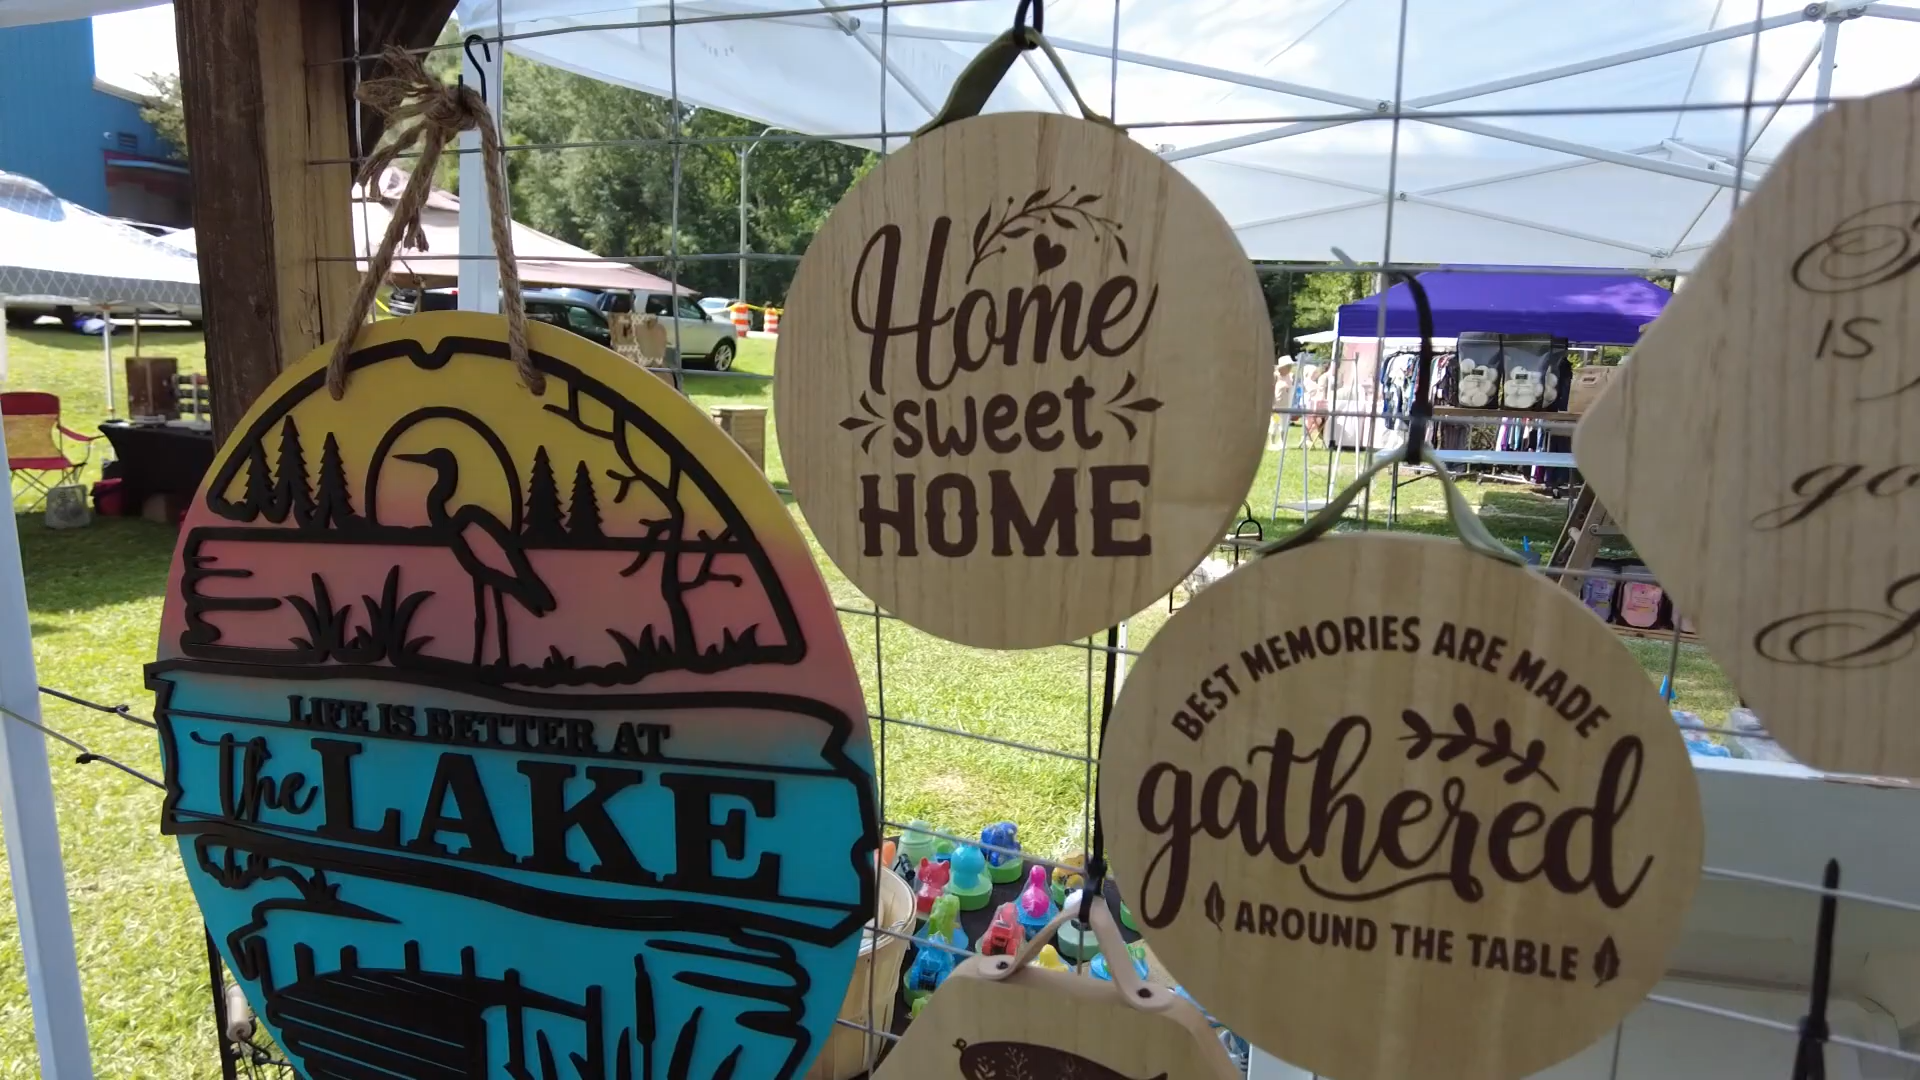 LIFE IS BETTER AT
the LAKE
Home
sweet
HOME
BEST MEMORIES ARE MADE
gathered
AROUND THE TABLE
IS